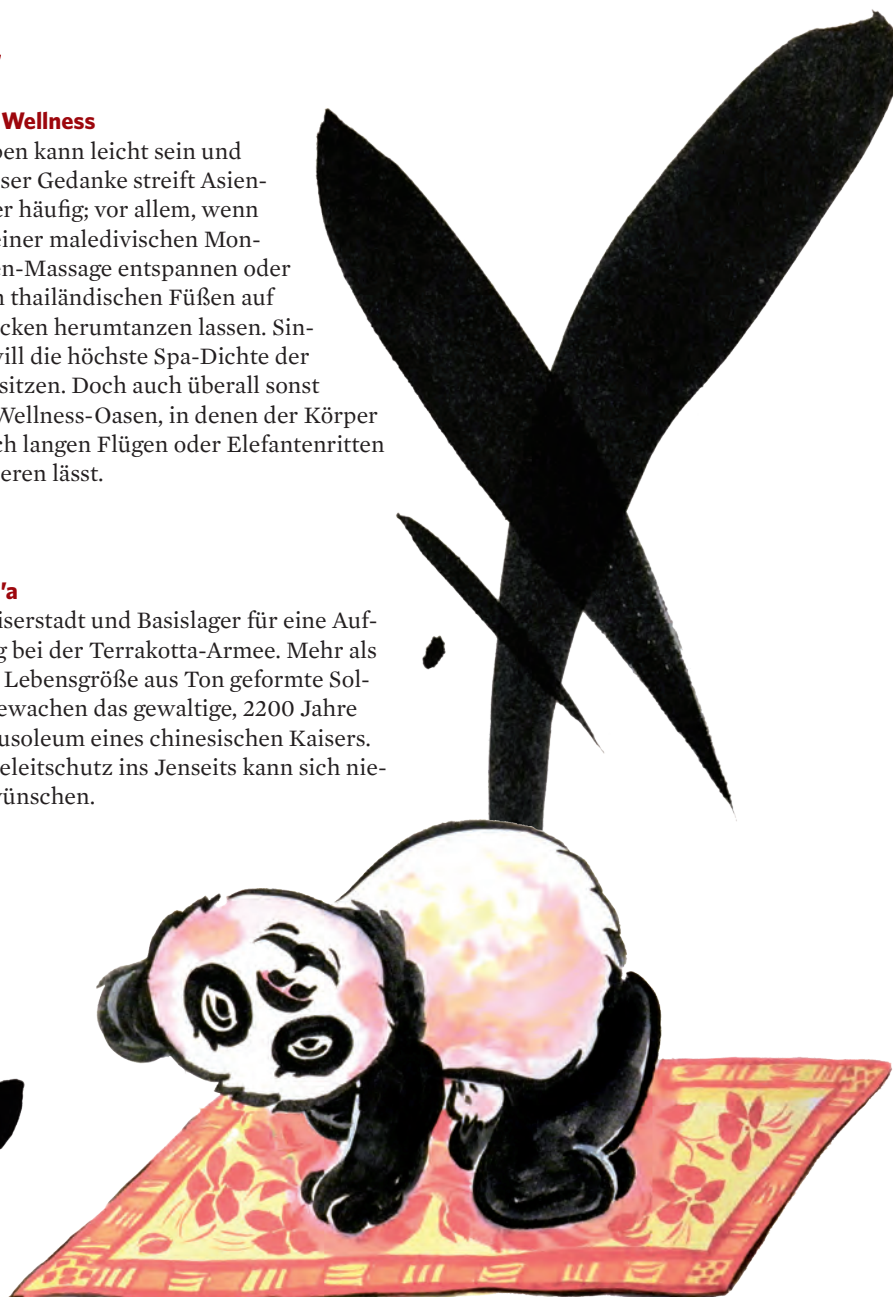 Wellness
ben kann leicht sein und
ser Gedanke streift Asien-
er häufig; vor allem, wenn
einer maledivischen Mon-
en-Massage entspannen oder
n thailändischen Füßen auf
cken herumtanzen lassen. Sin-
will die höchste Spa-Dichte der
sitzen. Doch auch überall sonst
Wellness-Oasen, in denen der Körper
ch langen Flügen oder Elefantenritten
eren lässt.
'a
iserstadt und Basislager für eine Auf-
g bei der Terrakotta-Armee. Mehr als
Lebensgröße aus Ton geformte Sol-
ewachen das gewaltige, 2200 Jahre
usoleum eines chinesischen Kaisers.
eleitschutz ins Jenseits kann sich nie-
wünschen.